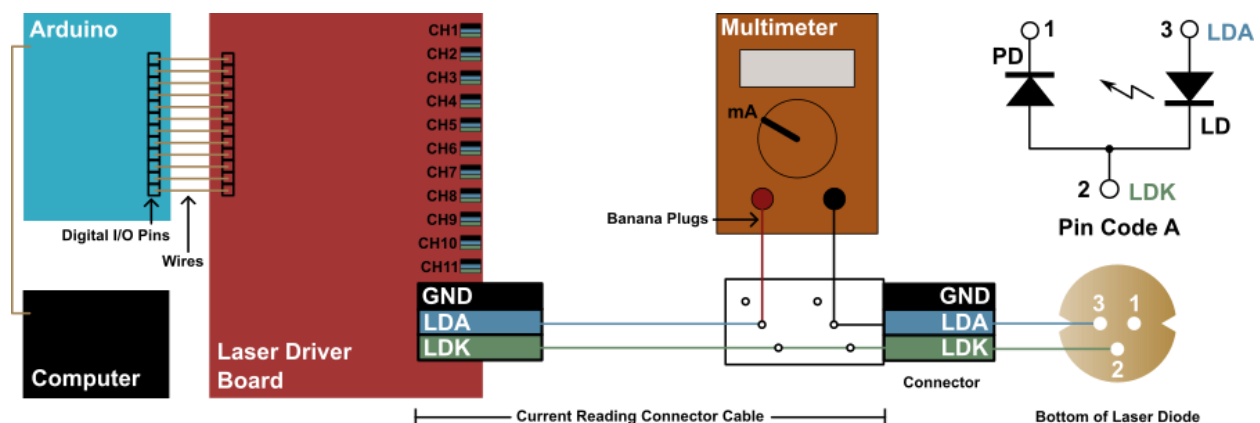 Arduino
Digital I/O Pins
Wires
Computer
Laser Driver
Board
CH1
CH2
CH3
CH4
CH5
CH6
CH7
CH8
CH9
CH10
CH11
GND
LDA
LDK
Current Reading Connector Cable
Multimeter
mA
Banana Plugs
GND
LDA
LDK
Connector
1
PD
3
LDA
LD
2
LDK
Pin Code A
3
1
2
Bottom of Laser Diode